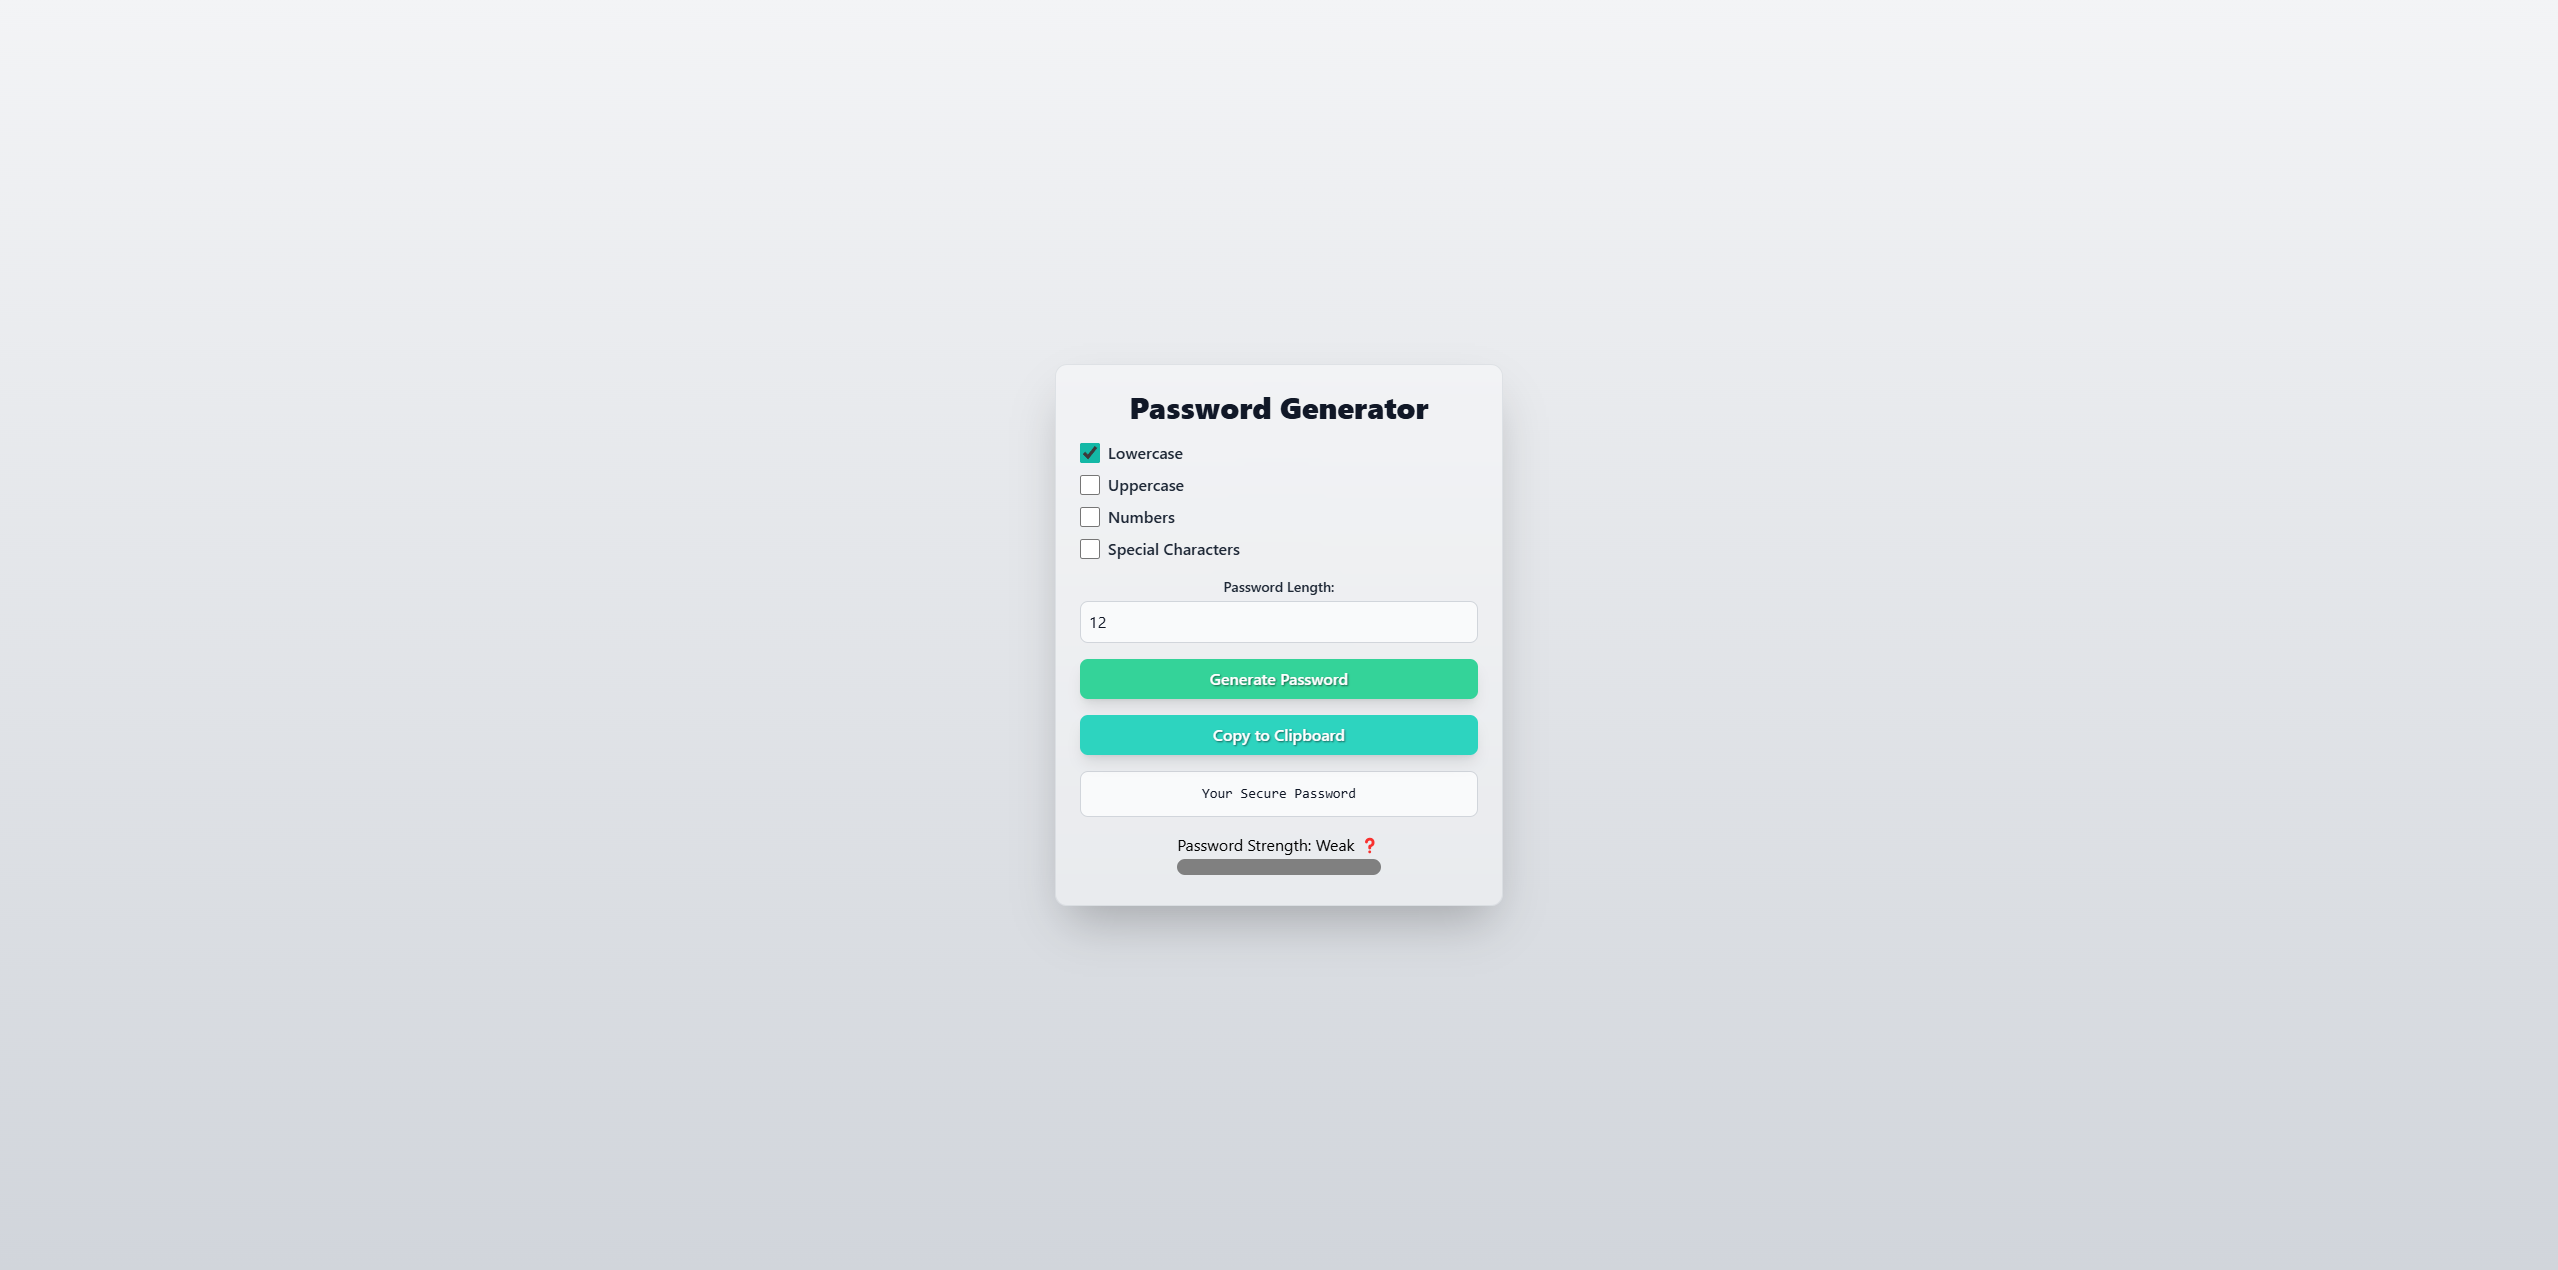 Password Generator
Lowercase
Uppercase
Numbers
Special Characters
Password Length:
12
Generate Password
Copy to Clipboard
Your Secure Password
Password Strength: Weak ❓